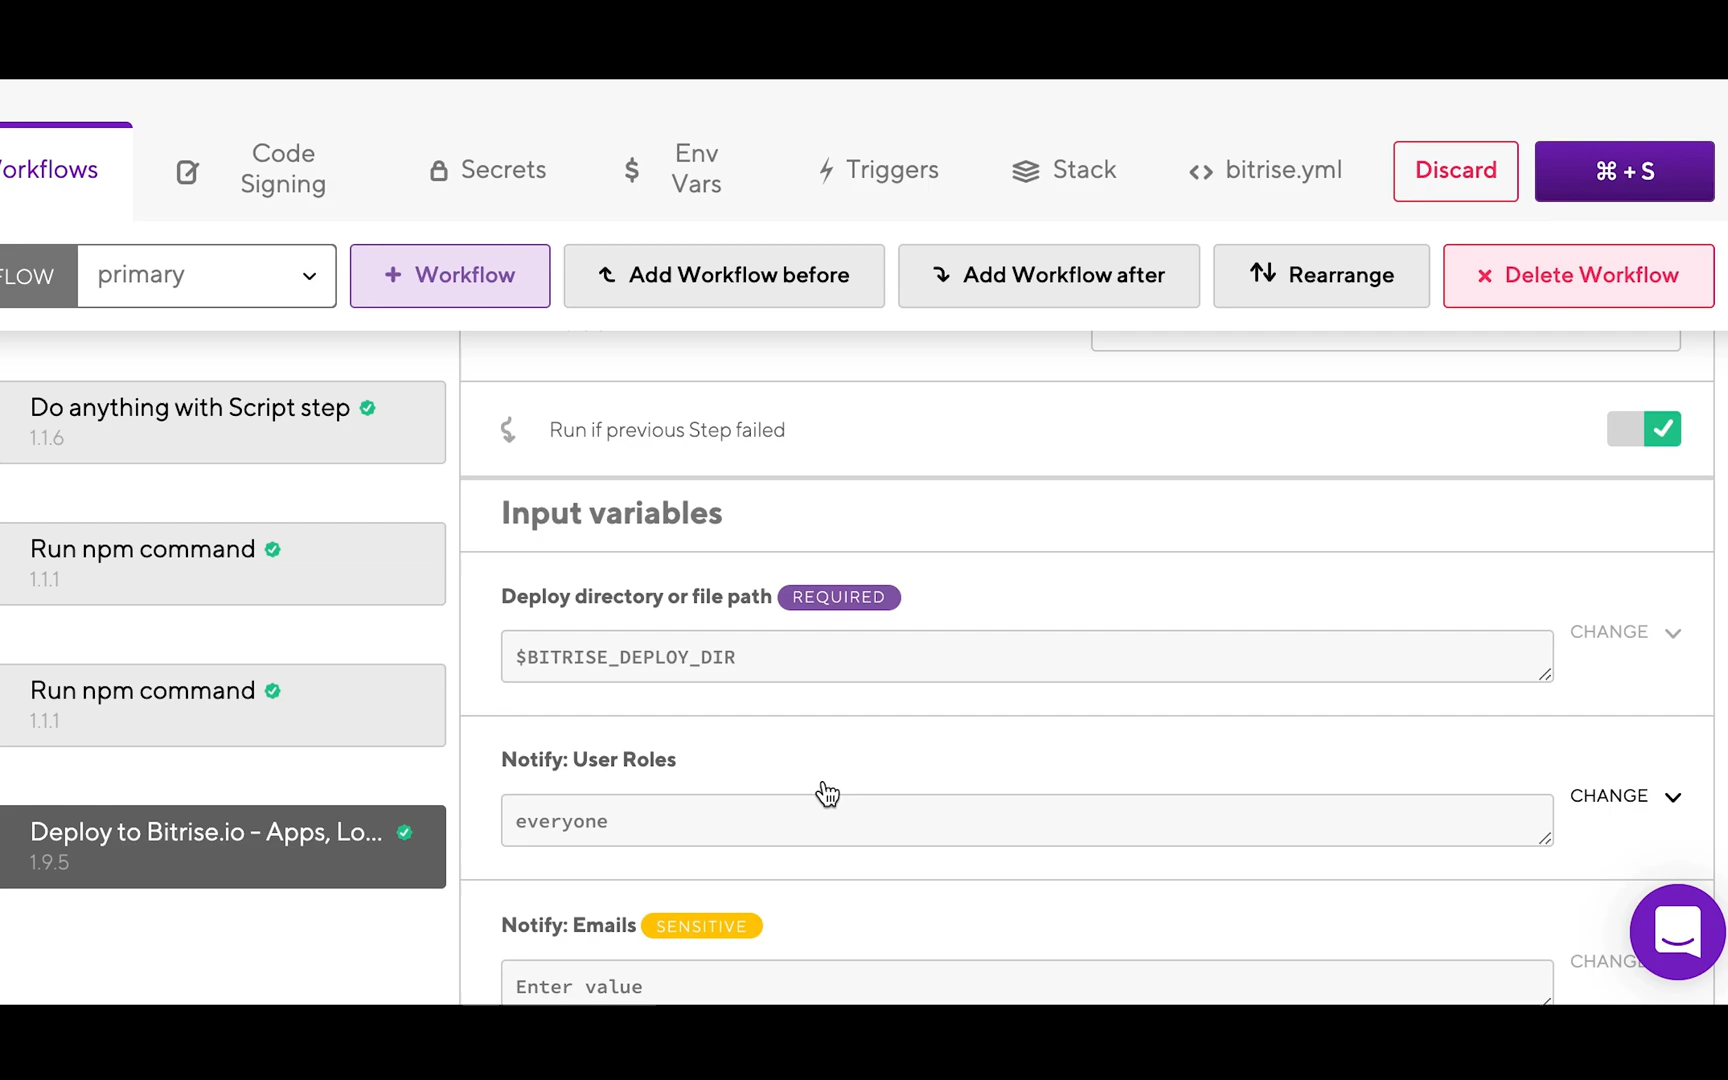 orkflows
Code
Signing
Secrets
$
Env
Vars
Triggers
Stack
<> bitrise.yml
Discard
⌘ + S
FLOW
primary
+ Workflow
Add Workflow before
Add Workflow after
Rearrange
× Delete Workflow
Do anything with Script step
1.1.6
Run if previous Step failed
Input variables
Run npm command
1.1.1
Deploy directory or file path REQUIRED
CHANGE
$BITRISE_DEPLOY_DIR
Run npm command
1.1.1
Notify: User Roles
CHANGE
everyone
Deploy to Bitrise.io - Apps, Lo...
1.9.5
Notify: Emails SENSITIVE
CHANG
Enter value